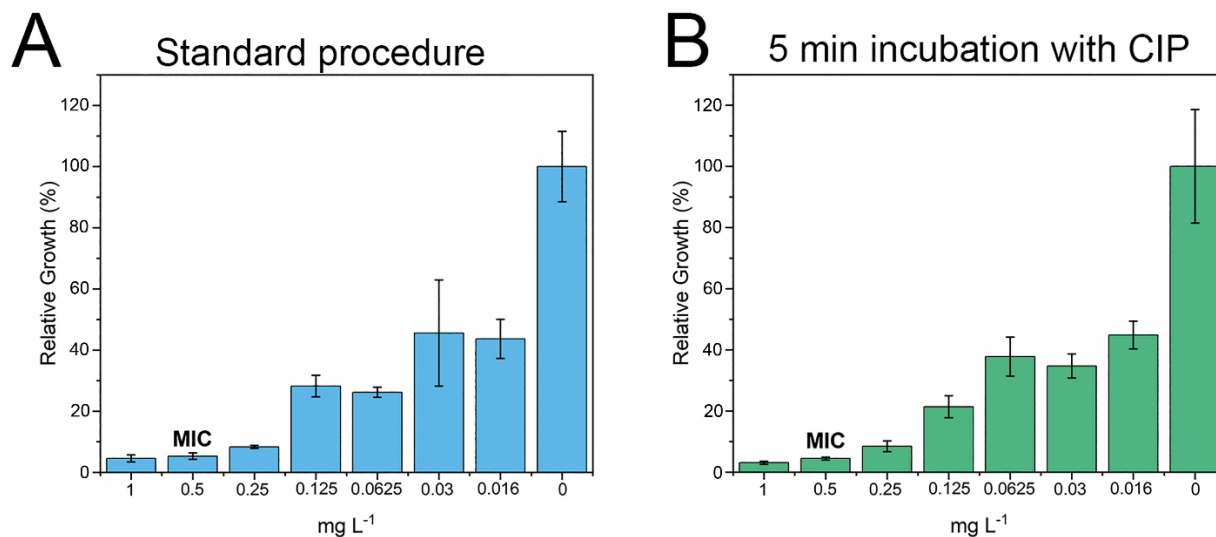 A
Standard procedure
120
100
80
60
40
20
0
Relative Growth (%)
MIC
1 0.5 0.25 0.125 0.0625 0.03 0.016 0
mg L⁻¹
B
5 min incubation with CIP
120
100
80
60
40
20
0
Relative Growth (%)
MIC
1 0.5 0.25 0.125 0.0625 0.03 0.016 0
mg L⁻¹